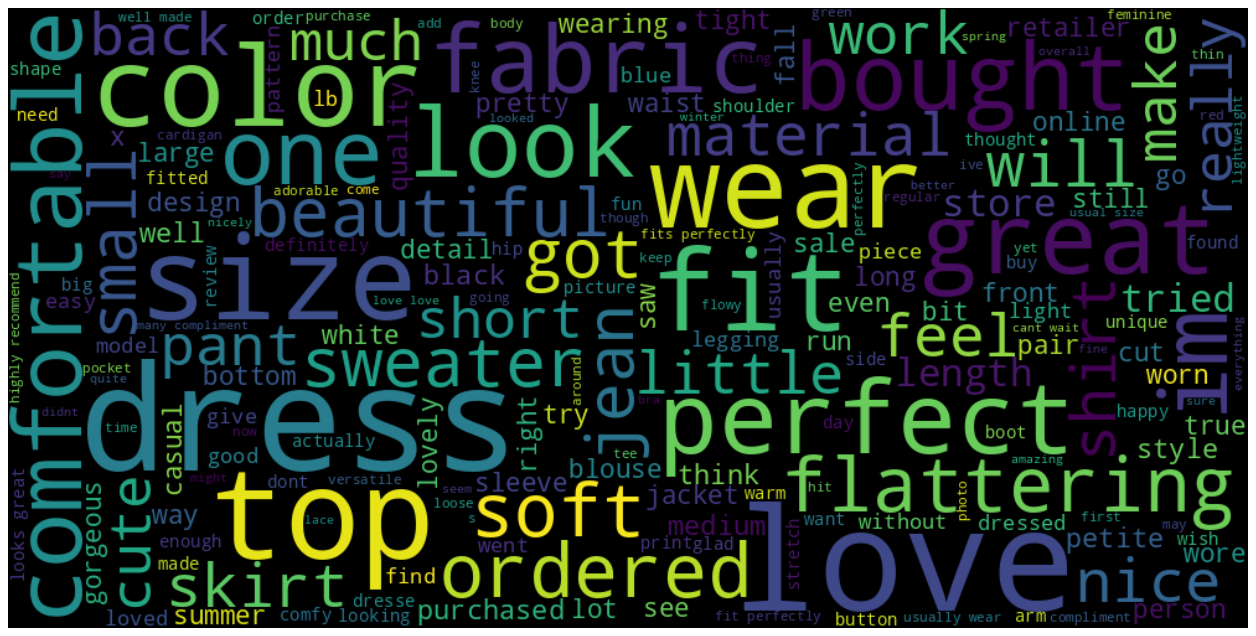 comfortable
well made
order
purchase
add
body
wearing
tight
work
green
retailer
feminine
spring
back
much
fabric
thing
knee
bought
overall
make
thin
really
shape
color
pattern
lb
need
look
blue
fall
x
cardigan
pretty
looked
waist
shoulder
material
winter
online
thought
ive
will
red
lightweight
say
small
large
one
quality
fitted
adorable
come
wear
perfectly
regular
better
store
go
still
usual size
design
nicely
beautiful
fun
though
great
well
definitely
detail
hip
got
fits perfectly
sale
piece
yet
found
big
size
review
black
keep
usually
long
buy
easy
love love
going
picture
saw
fit
flowy
even
bit
front
light
tried
many compliment
short
highly recommend
white
jean
legging
run
feel
cant wait
pair
unique
shirt
im
everything
model
pant
sweater
little
side
fine
cut
pocket
bottom
around
length
worn
sure
quite
dress
bra
perfect
didnt
give
now
try
day
boot
happy
true
time
casual
actually
lovely
right
style
good
tee
blouse
think
amazing
cute
might
dont
versatile
seem
sleeve
flattering
looks great
gorgeous
way
top
lace
loose
s
soft
jacket
warm
hit
photo
want
without
dressed
first
may
enough
went
medium
print
glad
stretch
love
petite
wish
wore
made
skirt
find
ordered
nice
loved
summer
comfy
dresse
looking
purchased
lot
see
fit perfectly
button
usually wear
arm
compliment
person